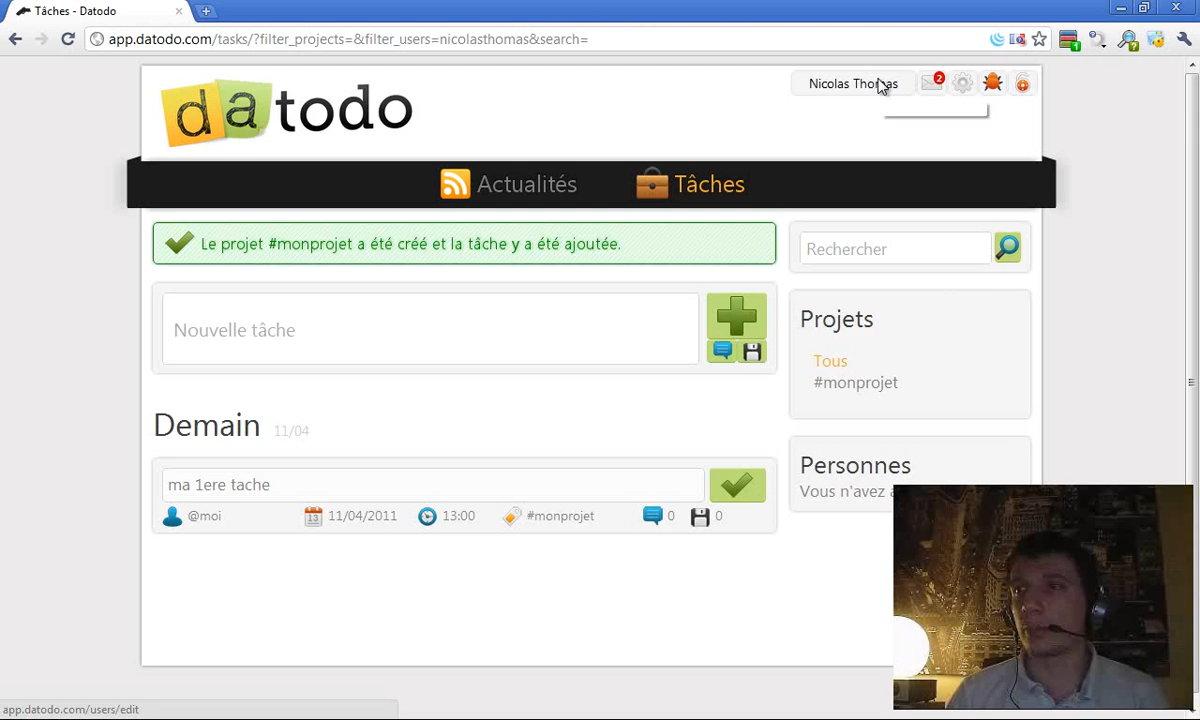 Tâches - Datodo
app.datodo.com/tasks/?filter_projects=&filter_users=nicolasthomas&search=
1
datodo
Nicolas Thomas
2
Actualités
Tâches
Le projet #monprojet a été créé et la tâche y a été ajoutée.
Rechercher
Nouvelle tâche
Projets
Tous
#monprojet
Demain 11/04
Personnes
Vous n'avez
ma 1ere tache
@moi
13
11/04/2011
13:00
#monprojet
0
0
app.datodo.com/users/edit